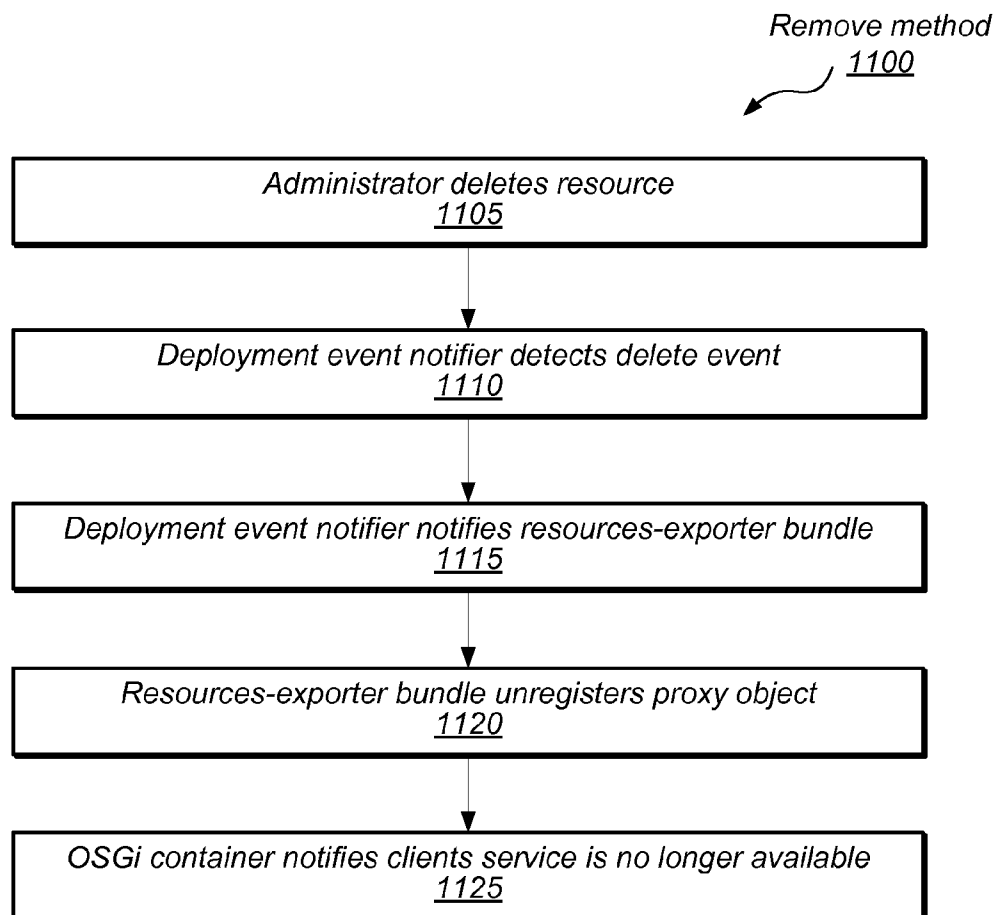 Remove method
1100
Administrator deletes resource
1105
Deployment event notifier detects delete event
1110
Deployment event notifier notifies resources-exporter bundle
1115
Resources-exporter bundle unregisters proxy object
1120
OSGi container notifies clients service is no longer available
1125